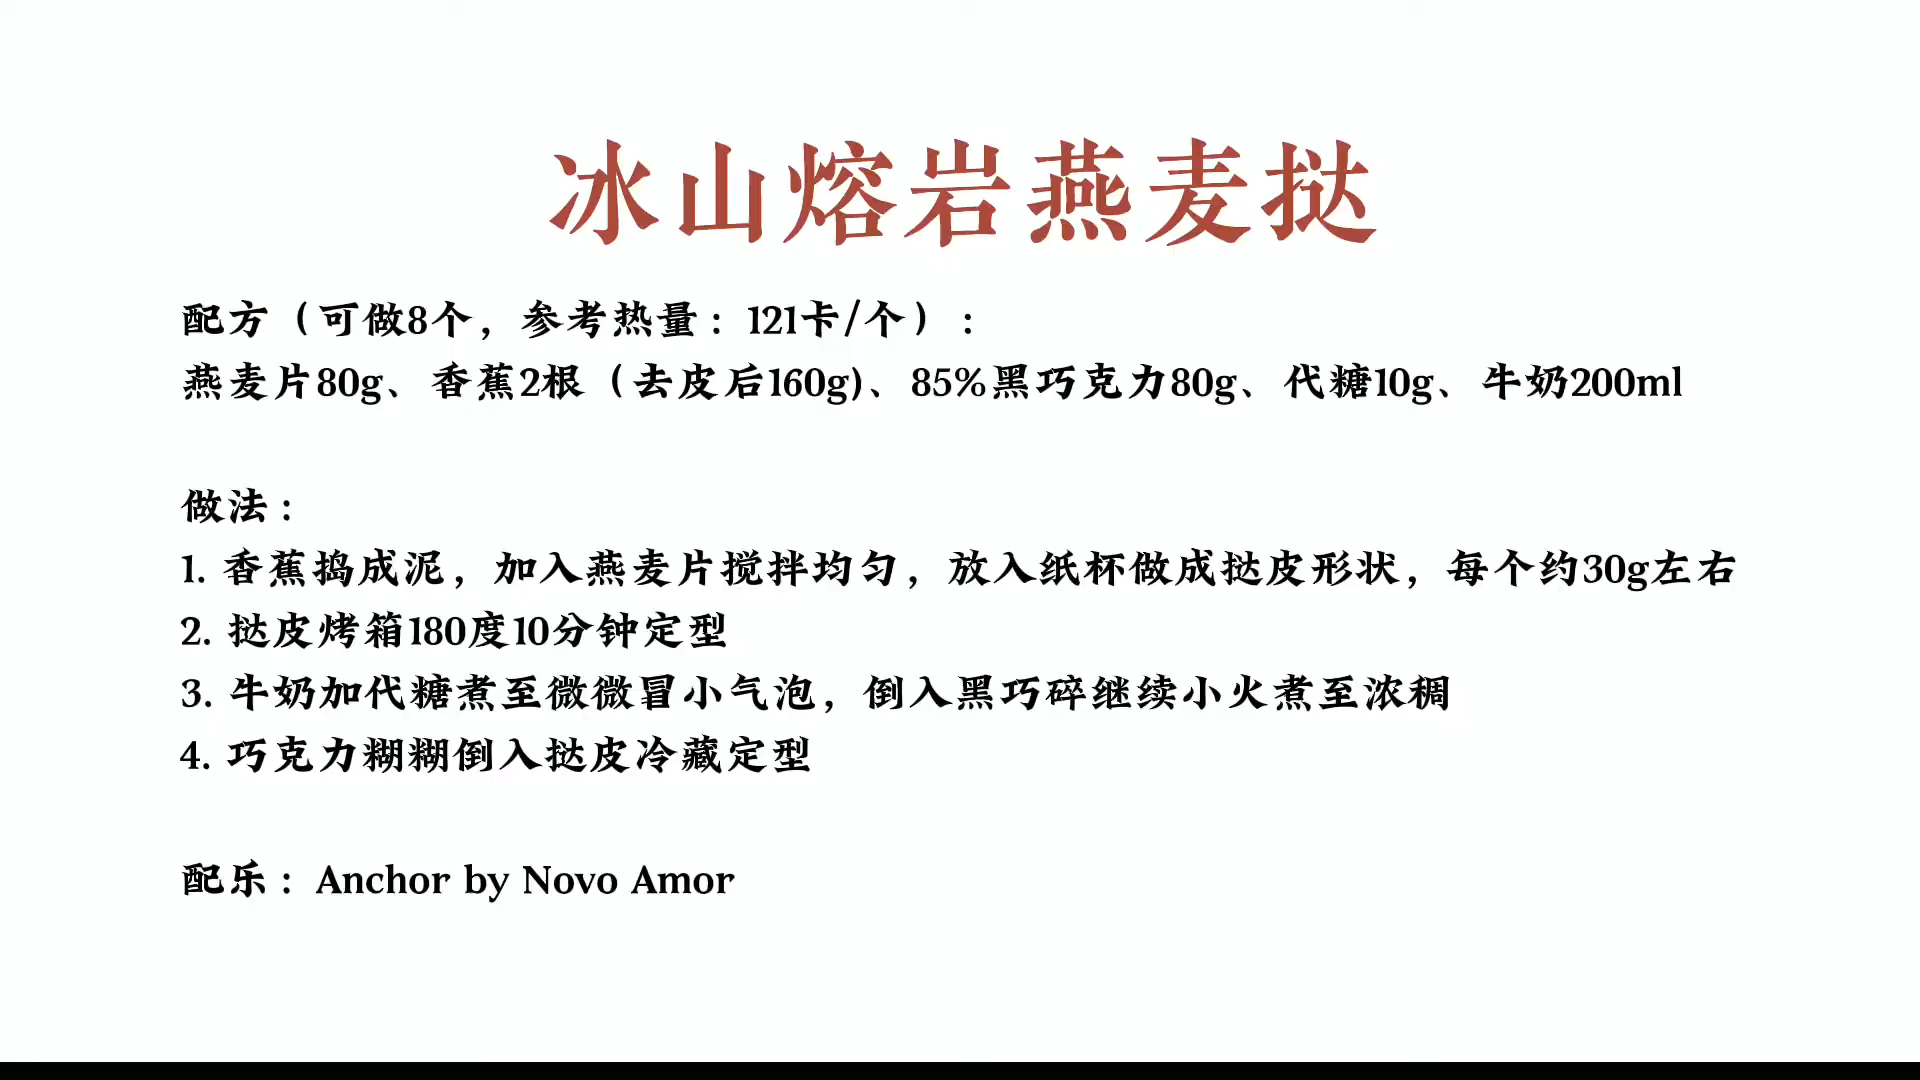 冰山熔岩燕麦挞
配方（可做8个，参考热量：121卡/个）：
燕麦片80g、香蕉2根（去皮后160g)、85%黑巧克力80g、代糖10g、牛奶200ml
做法：
1. 香蕉捣成泥，加入燕麦片搅拌均匀，放入纸杯做成挞皮形状，每个约30g左右
2. 挞皮烤箱180度10分钟定型
3. 牛奶加代糖煮至微微冒小气泡，倒入黑巧碎继续小火煮至浓稠
4. 巧克力糊糊倒入挞皮冷藏定型
配乐：Anchor by Novo Amor